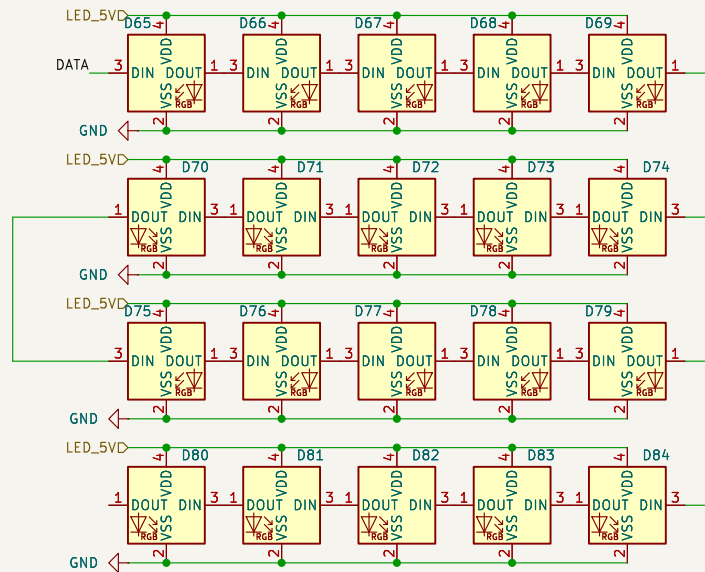 LED_5V D65 D66 D67 D68 D69
4 4 4 4 4
VDD VDD VDD VDD VDD
DATA 3 DIN DOUT 1 3 DIN DOUT 1 3 DIN DOUT 1 3 DIN DOUT 1 3 DIN DOUT 1
VSS VSS VSS VSS VSS
RGB RGB RGB RGB RGB
2 2 2 2 2
GND
LED_5V D70 D71 D72 D73 D74
4 4 4 4 4
VDD VDD VDD VDD VDD
1 DOUT DIN 3 1 DOUT DIN 3 1 DOUT DIN 3 1 DOUT DIN 3 1 DOUT DIN 3
VSS VSS VSS VSS VSS
RGB RGB RGB RGB RGB
2 2 2 2 2
GND
LED_5V D75 D76 D77 D78 D79
4 4 4 4 4
VDD VDD VDD VDD VDD
3 DIN DOUT 1 3 DIN DOUT 1 3 DIN DOUT 1 3 DIN DOUT 1 3 DIN DOUT 1
VSS VSS VSS VSS VSS
RGB RGB RGB RGB RGB
2 2 2 2 2
GND
LED_5V D80 D81 D82 D83 D84
4 4 4 4 4
VDD VDD VDD VDD VDD
1 DOUT DIN 3 1 DOUT DIN 3 1 DOUT DIN 3 1 DOUT DIN 3 1 DOUT DIN 3
VSS VSS VSS VSS VSS
RGB RGB RGB RGB RGB
2 2 2 2 2
GND